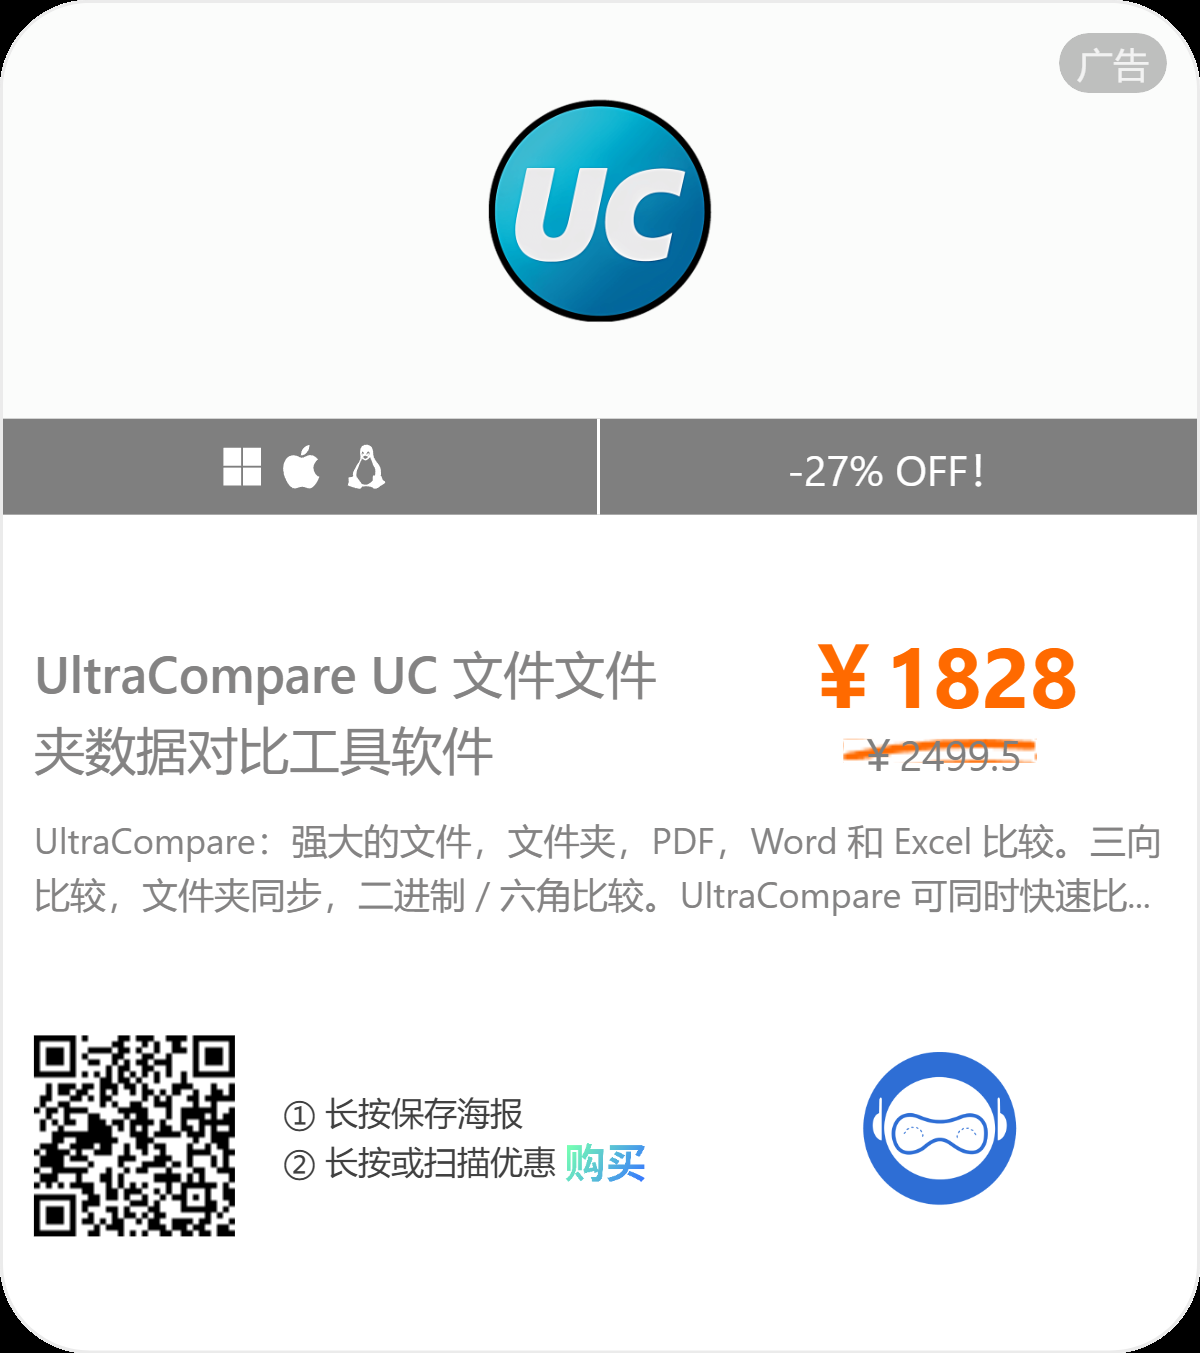 广告
UC
-27% OFF!
UltraCompare UC 文件文件
夹数据对比工具软件
¥ 1828
¥ 2499.5
UltraCompare：强大的文件，文件夹，PDF，Word 和 Excel 比较。三向
比较，文件夹同步，二进制 / 六角比较。UltraCompare 可同时快速比...
① 长按保存海报
② 长按或扫描优惠 购买